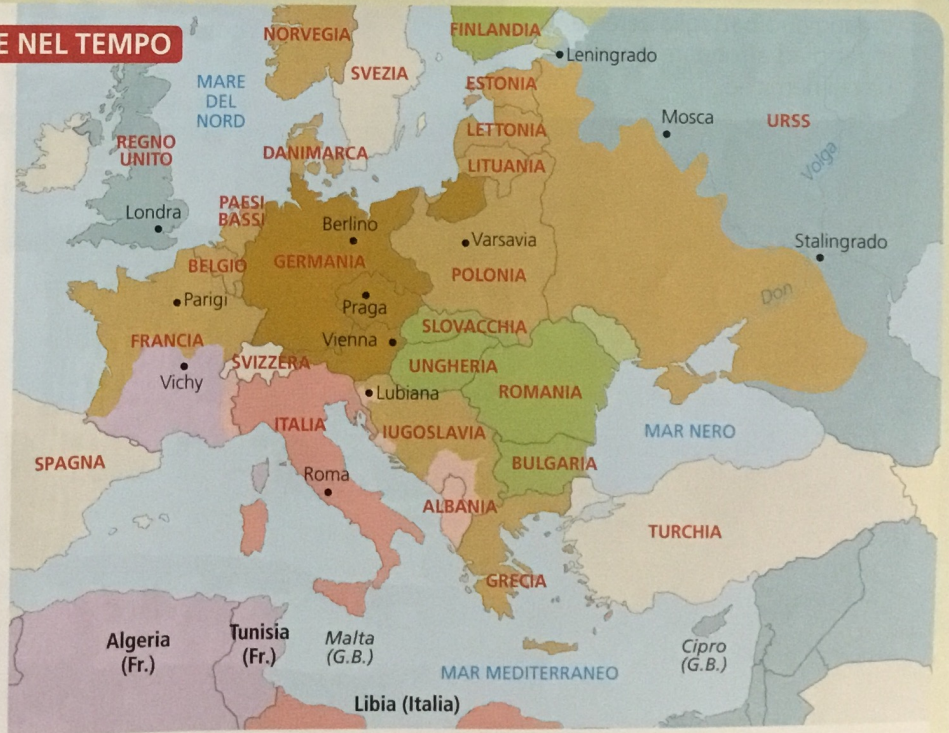 E NEL TEMPO
NORVEGIA
FINLANDIA
Leningrado
SVEZIA
ESTONIA
MARE
DEL
NORD
Mosca
URSS
LETTONIA
REGNO
UNITO
DANIMARCA
LITUANIA
Volga
PAESI
BASSI
Londra
Berlino
Varsavia
Stalingrado
BELGIO
GERMANIA
POLONIA
Don
Parigi
Praga
SLOVACCHIA
FRANCIA
Vienna
SVIZZERA
UNGHERIA
Vichy
Lubiana
ROMANIA
ITALIA
IUGOSLAVIA
MAR NERO
SPAGNA
BULGARIA
Roma
ALBANIA
TURCHIA
GRECIA
Algeria
(Fr.)
Tunisia
(Fr.)
Malta
(G.B.)
Cipro
(G.B.)
MAR MEDITERRANEO
Libia (Italia)